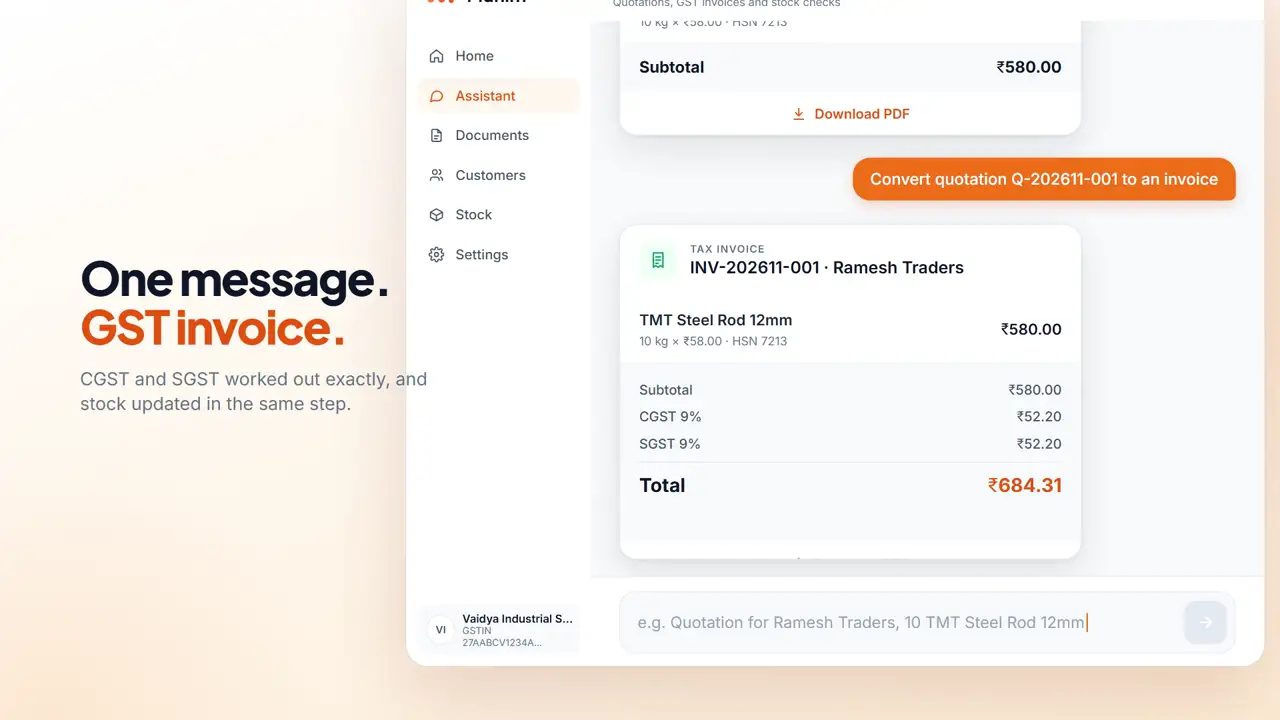 One message.
GST invoice.
CGST and SGST worked out exactly, and
stock updated in the same step.
Quotations, GST invoices and stock checks
Home
Assistant
Documents
Customers
Stock
Settings
VI
Vaidya Industrial S...
GSTIN
27AABCV1234A...
10 kg × ₹58.00 · HSN 7213
Subtotal ₹580.00
Download PDF
Convert quotation Q-202611-001 to an invoice
TAX INVOICE
INV-202611-001 · Ramesh Traders
TMT Steel Rod 12mm ₹580.00
10 kg × ₹58.00 · HSN 7213
Subtotal ₹580.00
CGST 9% ₹52.20
SGST 9% ₹52.20
Total ₹684.31
e.g. Quotation for Ramesh Traders, 10 TMT Steel Rod 12mm